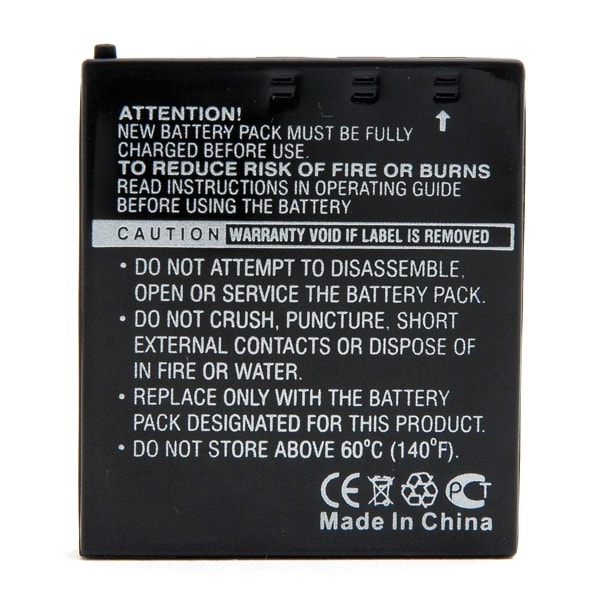 ATTENTION!
NEW BATTERY PACK MUST BE FULLY
CHARGED BEFORE USE.
TO REDUCE RISK OF FIRE OR BURNS
READ INSTRUCTIONS IN OPERATING GUIDE
BEFORE USING THE BATTERY
CAUTION WARRANTY VOID IF LABEL IS REMOVED
• DO NOT ATTEMPT TO DISASSEMBLE,
OPEN OR SERVICE THE BATTERY PACK.
• DO NOT CRUSH, PUNCTURE, SHORT
EXTERNAL CONTACTS OR DISPOSE OF
IN FIRE OR WATER.
• REPLACE ONLY WITH THE BATTERY
PACK DESIGNATED FOR THIS PRODUCT.
• DO NOT STORE ABOVE 60°C (140°F).
CE PCT
Made In China